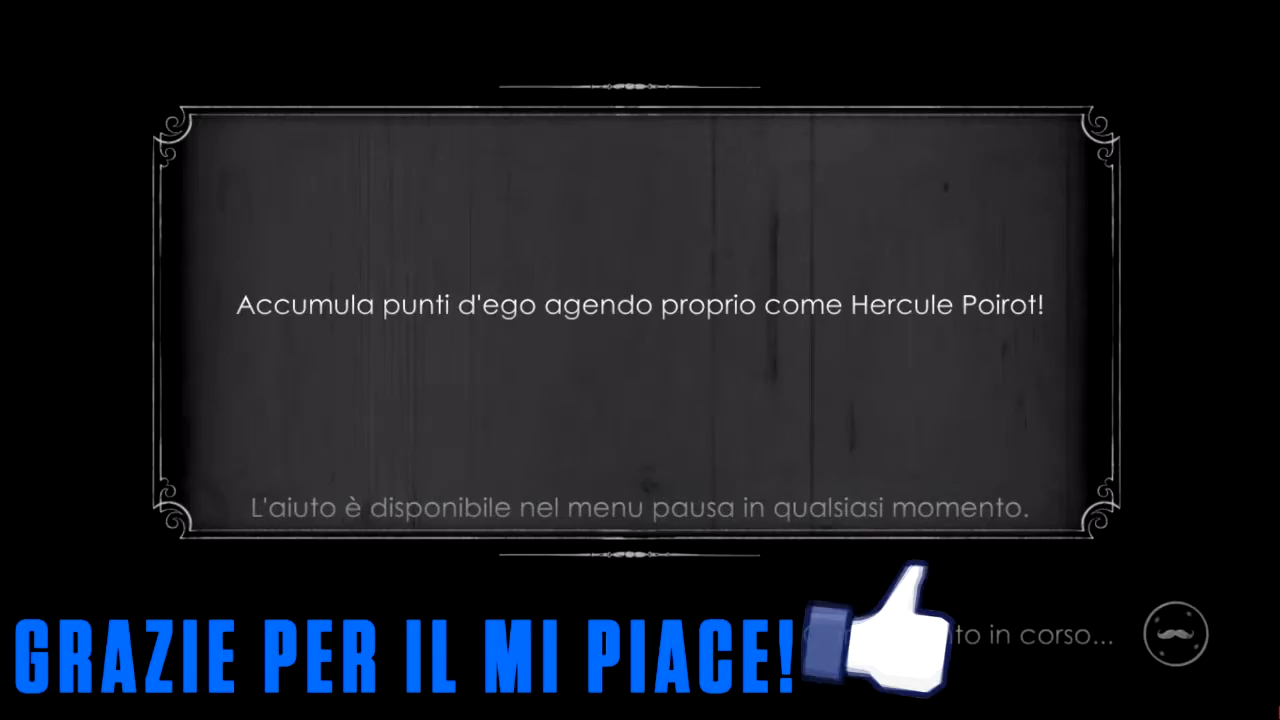 Accumula punti d'ego agendo proprio come Hercule Poirot!
L'aiuto è disponibile nel menu pausa in qualsiasi momento.
GRAZIE PER IL MI PIACE!
in corso...